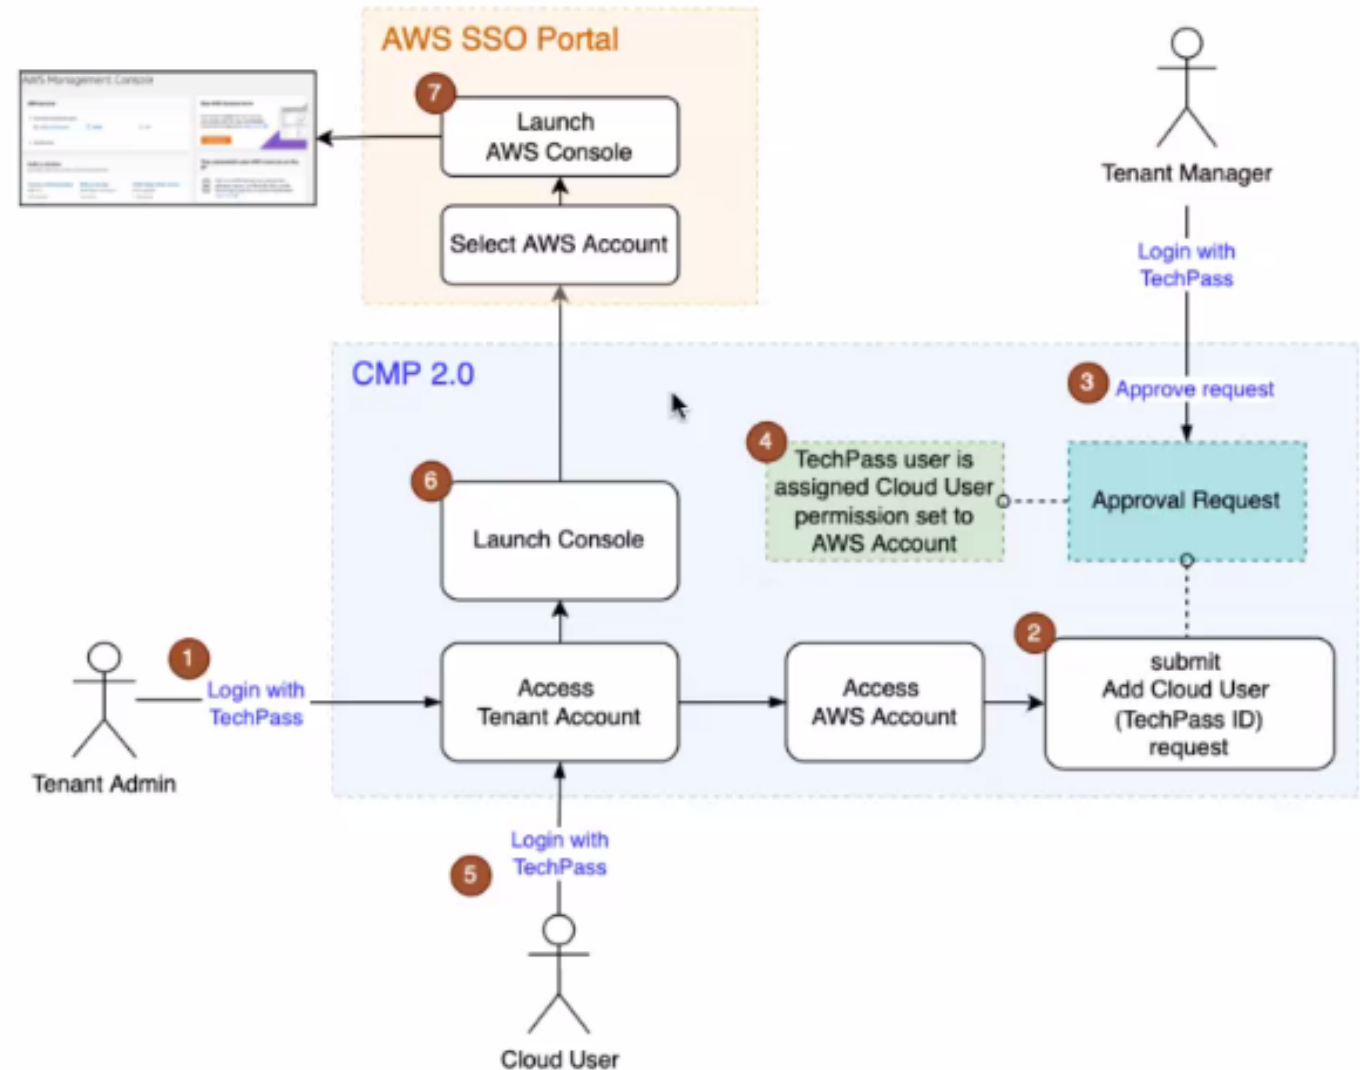 AWS SSO Portal
AWS Management Console
7
Launch
AWS Console
Select AWS Account
Tenant Manager
Login with
TechPass
CMP 2.0
3
Approve request
4
TechPass user is
assigned Cloud User
permission set to
AWS Account
Approval Request
6
Launch Console
1
Login with
TechPass
Tenant Admin
Access
Tenant Account
Access
AWS Account
2
submit
Add Cloud User
(TechPass ID)
request
5
Login with
TechPass
Cloud User